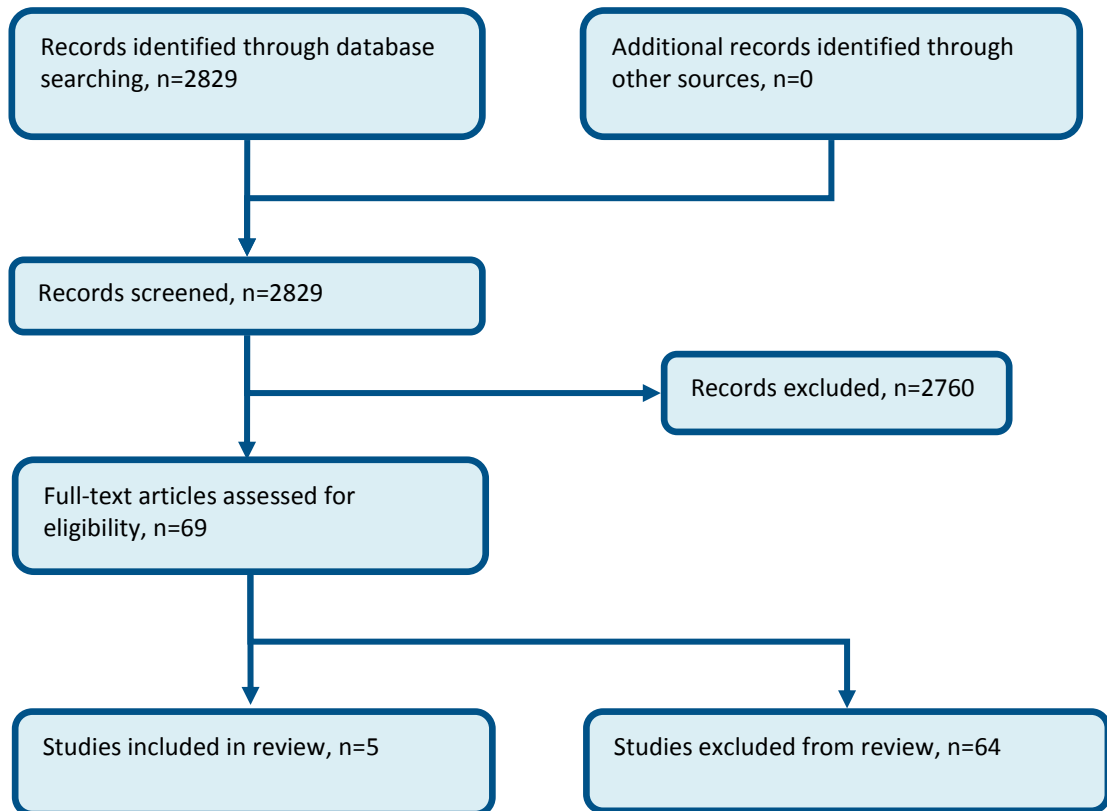 Records identified through database
searching, n=2829
Additional records identified through
other sources, n=0
Records screened, n=2829
Records excluded, n=2760
Full-text articles assessed for
eligibility, n=69
Studies included in review, n=5
Studies excluded from review, n=64